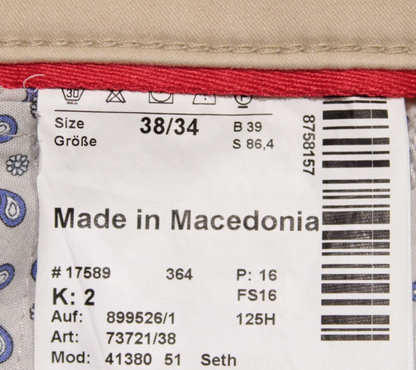 30
P
Size 38/34 B 39
Größe S 86,4
8758157
Made in Macedonia
# 17589 364 P: 16
K: 2 FS16
Auf: 899526/1 125H
Art: 73721/38
Mod: 41380 51 Seth